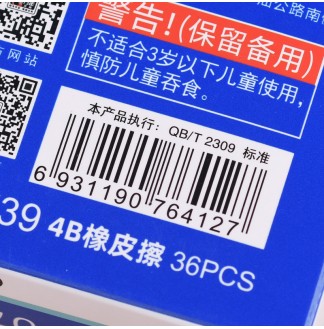 警告!(保留备用)
不适合3岁以下儿童使用,
慎防儿童吞食。
本产品执行: QB/T 2309 标准
6 931190 764127
39 4B橡皮擦 36PCS